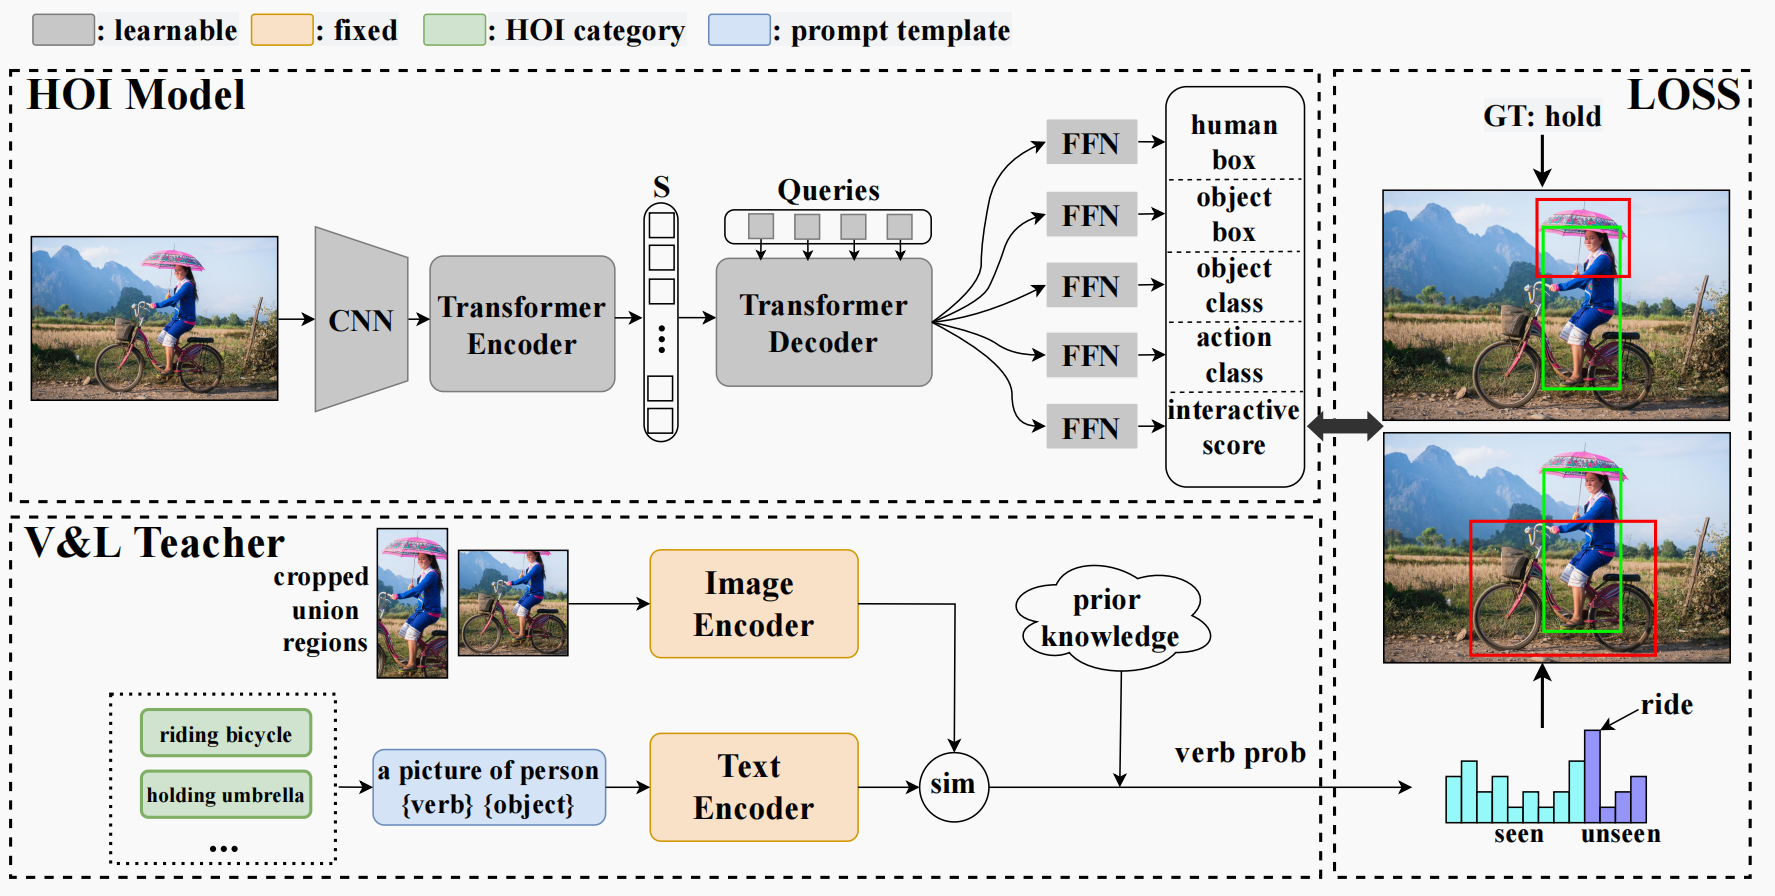 : learnable
: fixed
: HOI category
: prompt template
HOI Model
CNN
Transformer
Encoder
S
Queries
Transformer
Decoder
FFN
FFN
FFN
FFN
FFN
human
box
object
box
object
class
action
class
interactive
score
LOSS
GT: hold
V&L Teacher
cropped
union
regions
Image
Encoder
prior
knowledge
riding bicycle
holding umbrella
...
a picture of person
{verb} {object}
Text
Encoder
sim
verb prob
ride
seen
unseen